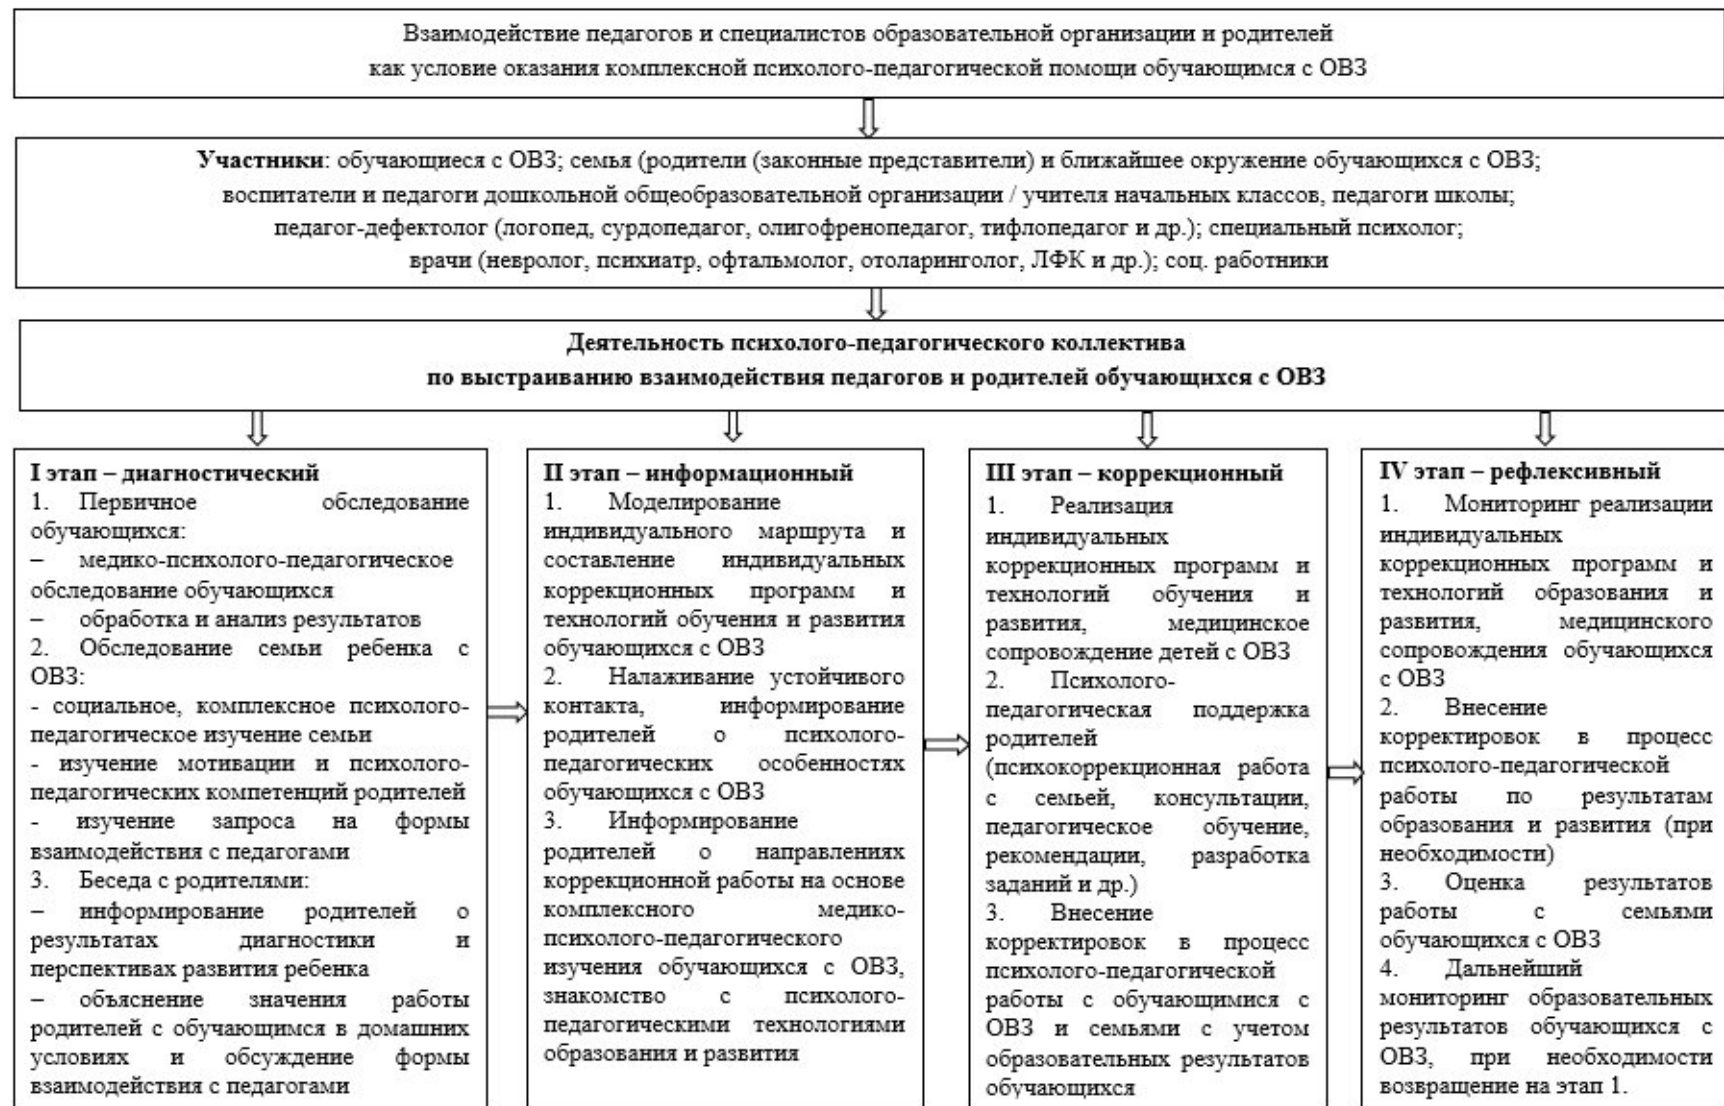 Взаимодействие педагогов и специалистов образовательной организации и родителей
как условие оказания комплексной психолого-педагогической помощи обучающимся с ОВЗ
Участники: обучающиеся с ОВЗ; семья (родители (законные представители) и ближайшее окружение обучающихся с ОВЗ;
воспитатели и педагоги дошкольной общеобразовательной организации / учителя начальных классов, педагоги школы;
педагог-дефектолог (логопед, сурдопедагог, олигофренопедагог, тифлопедагог и др.); специальный психолог;
врачи (невролог, психиатр, офтальмолог, отоларинголог, ЛФК и др.); соц. работники
Деятельность психолого-педагогического коллектива
по выстраиванию взаимодействия педагогов и родителей обучающихся с ОВЗ
I этап – диагностический
1. Первичное обследование
обучающихся:
– медико-психолого-педагогическое
обследование обучающихся
– обработка и анализ результатов
2. Обследование семьи ребенка с
ОВЗ:
- социальное, комплексное психолого-
педагогическое изучение семьи
- изучение мотивации и психолого-
педагогических компетенций родителей
- изучение запроса на формы
взаимодействия с педагогами
3. Беседа с родителями:
– информирование родителей о
результатах диагностики и
перспективах развития ребенка
– объяснение значения работы
родителей с обучающимся в домашних
условиях и обсуждение формы
взаимодействия с педагогами
II этап – информационный
1. Моделирование
индивидуального маршрута и
составление индивидуальных
коррекционных программ и
технологий обучения и развития
обучающихся с ОВЗ
2. Налаживание устойчивого
контакта, информирование
родителей о психолого-
педагогических особенностях
обучающихся с ОВЗ
3. Информирование
родителей о направлениях
коррекционной работы на основе
комплексного медико-
психолого-педагогического
изучения обучающихся с ОВЗ,
знакомство с психолого-
педагогическими технологиями
образования и развития
III этап – коррекционный
1. Реализация
индивидуальных
коррекционных программ и
технологий обучения и
развития, медицинское
сопровождение детей с ОВЗ
2. Психолого-
педагогическая поддержка
родителей
(психокоррекционная работа
с семьей, консультации,
педагогическое обучение,
рекомендации, разработка
заданий и др.)
3. Внесение
корректировок в процесс
психолого-педагогической
работы с обучающимися с
ОВЗ и семьями с учетом
образовательных результатов
обучающихся
IV этап – рефлексивный
1. Мониторинг реализации
индивидуальных
коррекционных программ и
технологий образования и
развития, медицинского
сопровождения обучающихся
с ОВЗ
2. Внесение
корректировок в процесс
психолого-педагогической
работы по результатам
образования и развития (при
необходимости)
3. Оценка результатов
работы с семьями
обучающихся с ОВЗ
4. Дальнейший
мониторинг образовательных
результатов обучающихся с
ОВЗ, при необходимости
возвращение на этап 1.